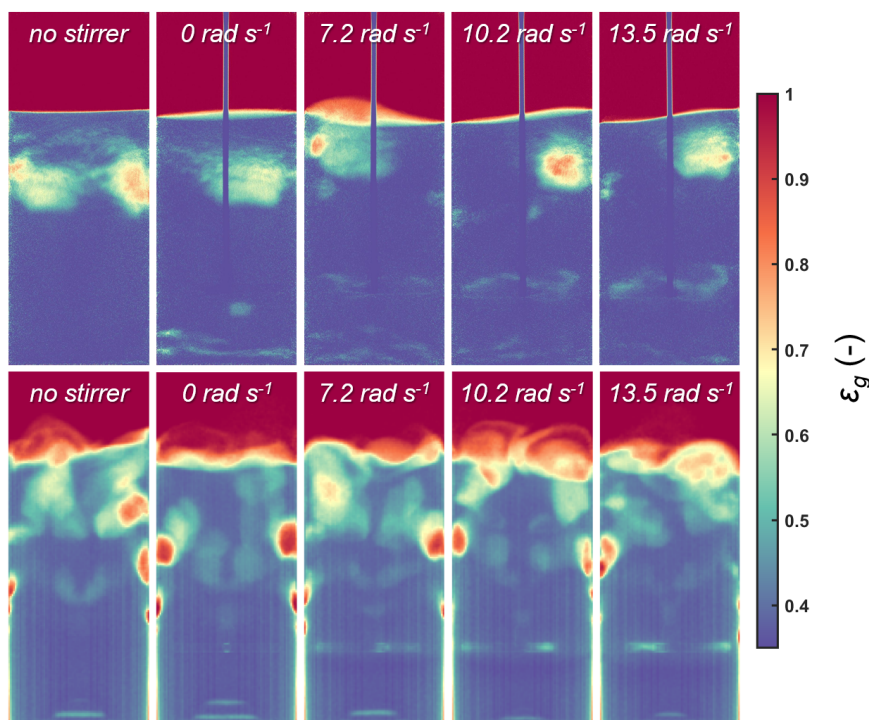 no stirrer
0 rad s⁻¹
7.2 rad s⁻¹
10.2 rad s⁻¹
13.5 rad s⁻¹
1
0.9
0.8
0.7
0.6
0.5
0.4
ε_g (-)
no stirrer
0 rad s⁻¹
7.2 rad s⁻¹
10.2 rad s⁻¹
13.5 rad s⁻¹